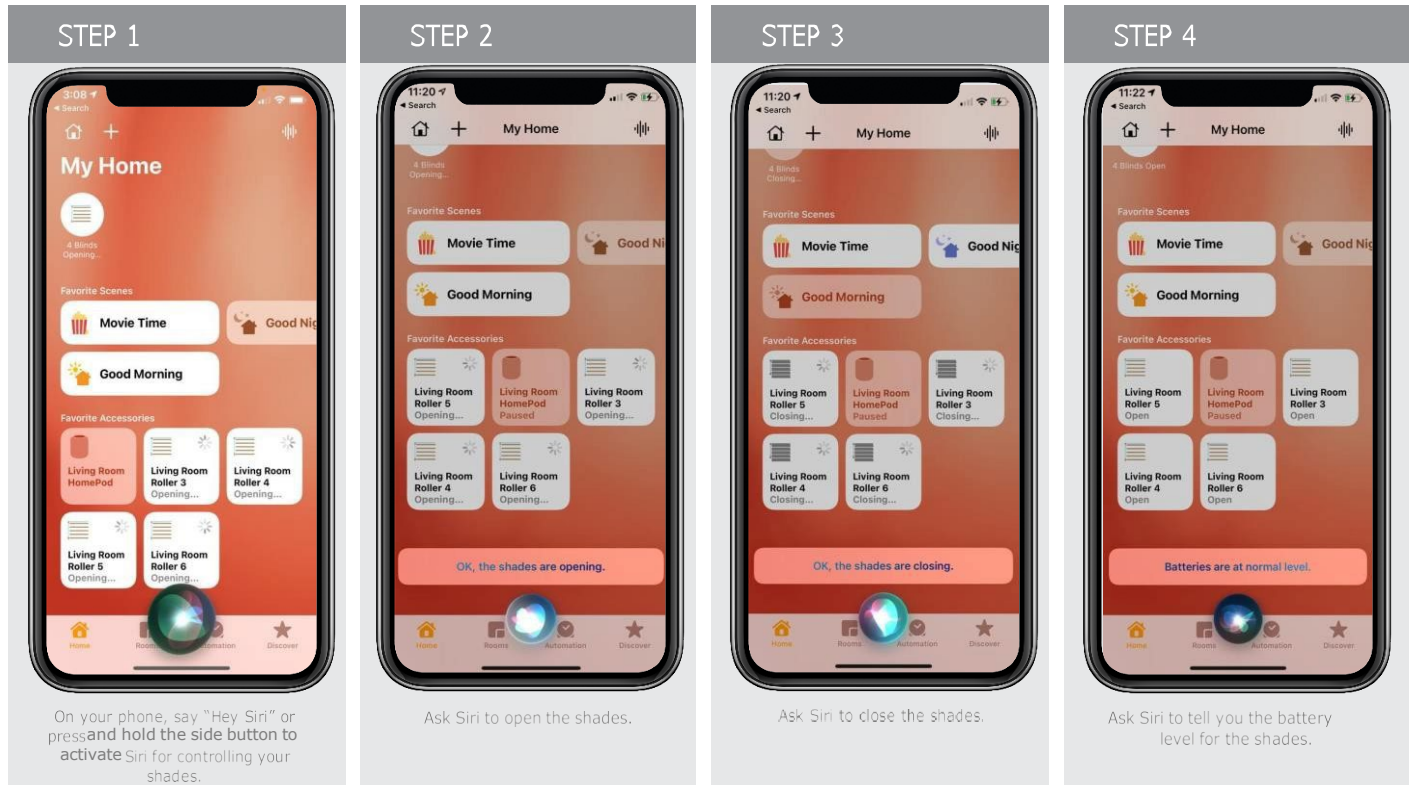 STEP 1
3:08
Search
My Home
4 Blinds
Opening...
Favorite Scenes
Movie Time
Good Nig
Good Morning
Favorite Accessories
Living Room
HomePod
Living Room
Roller 3
Opening...
Living Room
Roller 4
Opening...
Living Room
Roller 5
Opening...
Living Room
Roller 6
Opening...
Home
Rooms
Automation
Discover
On your phone, say “Hey Siri” or
press and hold the side button to
activate Siri for controlling your
shades.
STEP 2
11:20
Search
My Home
4 Blinds
Opening...
Favorite Scenes
Movie Time
Good Ni
Good Morning
Favorite Accessories
Living Room
Roller 5
Opening...
Living Room
HomePod
Paused
Living Room
Roller 3
Opening...
Living Room
Roller 4
Opening...
Living Room
Roller 6
Opening...
OK, the shades are opening.
Home
Rooms
Automation
Discover
Ask Siri to open the shades.
STEP 3
11:20
Search
My Home
4 Blinds
Closing...
Favorite Scenes
Movie Time
Good Nig
Good Morning
Favorite Accessories
Living Room
Roller 5
Closing...
Living Room
HomePod
Paused
Living Room
Roller 3
Closing...
Living Room
Roller 4
Closing...
Living Room
Roller 6
Closing...
OK, the shades are closing.
Home
Rooms
Automation
Discover
Ask Siri to close the shades.
STEP 4
11:22
Search
My Home
4 Blinds Open
Favorite Scenes
Movie Time
Good Nig
Good Morning
Favorite Accessories
Living Room
Roller 5
Open
Living Room
HomePod
Paused
Living Room
Roller 3
Open
Living Room
Roller 4
Open
Living Room
Roller 6
Open
Batteries are at normal level.
Home
Rooms
Automation
Discover
Ask Siri to tell you the battery
level for the shades.